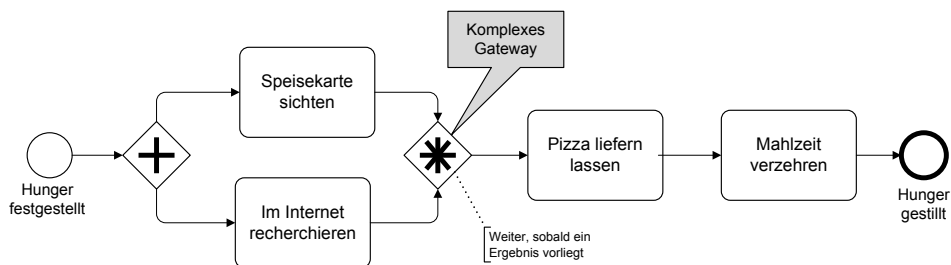 Komplexes
Gateway
Speisekarte
sichten
Hunger
festgestellt
Im Internet
recherchieren
Pizza liefern
lassen
Mahlzeit
verzehren
Hunger
gestillt
Weiter, sobald ein
Ergebnis vorliegt